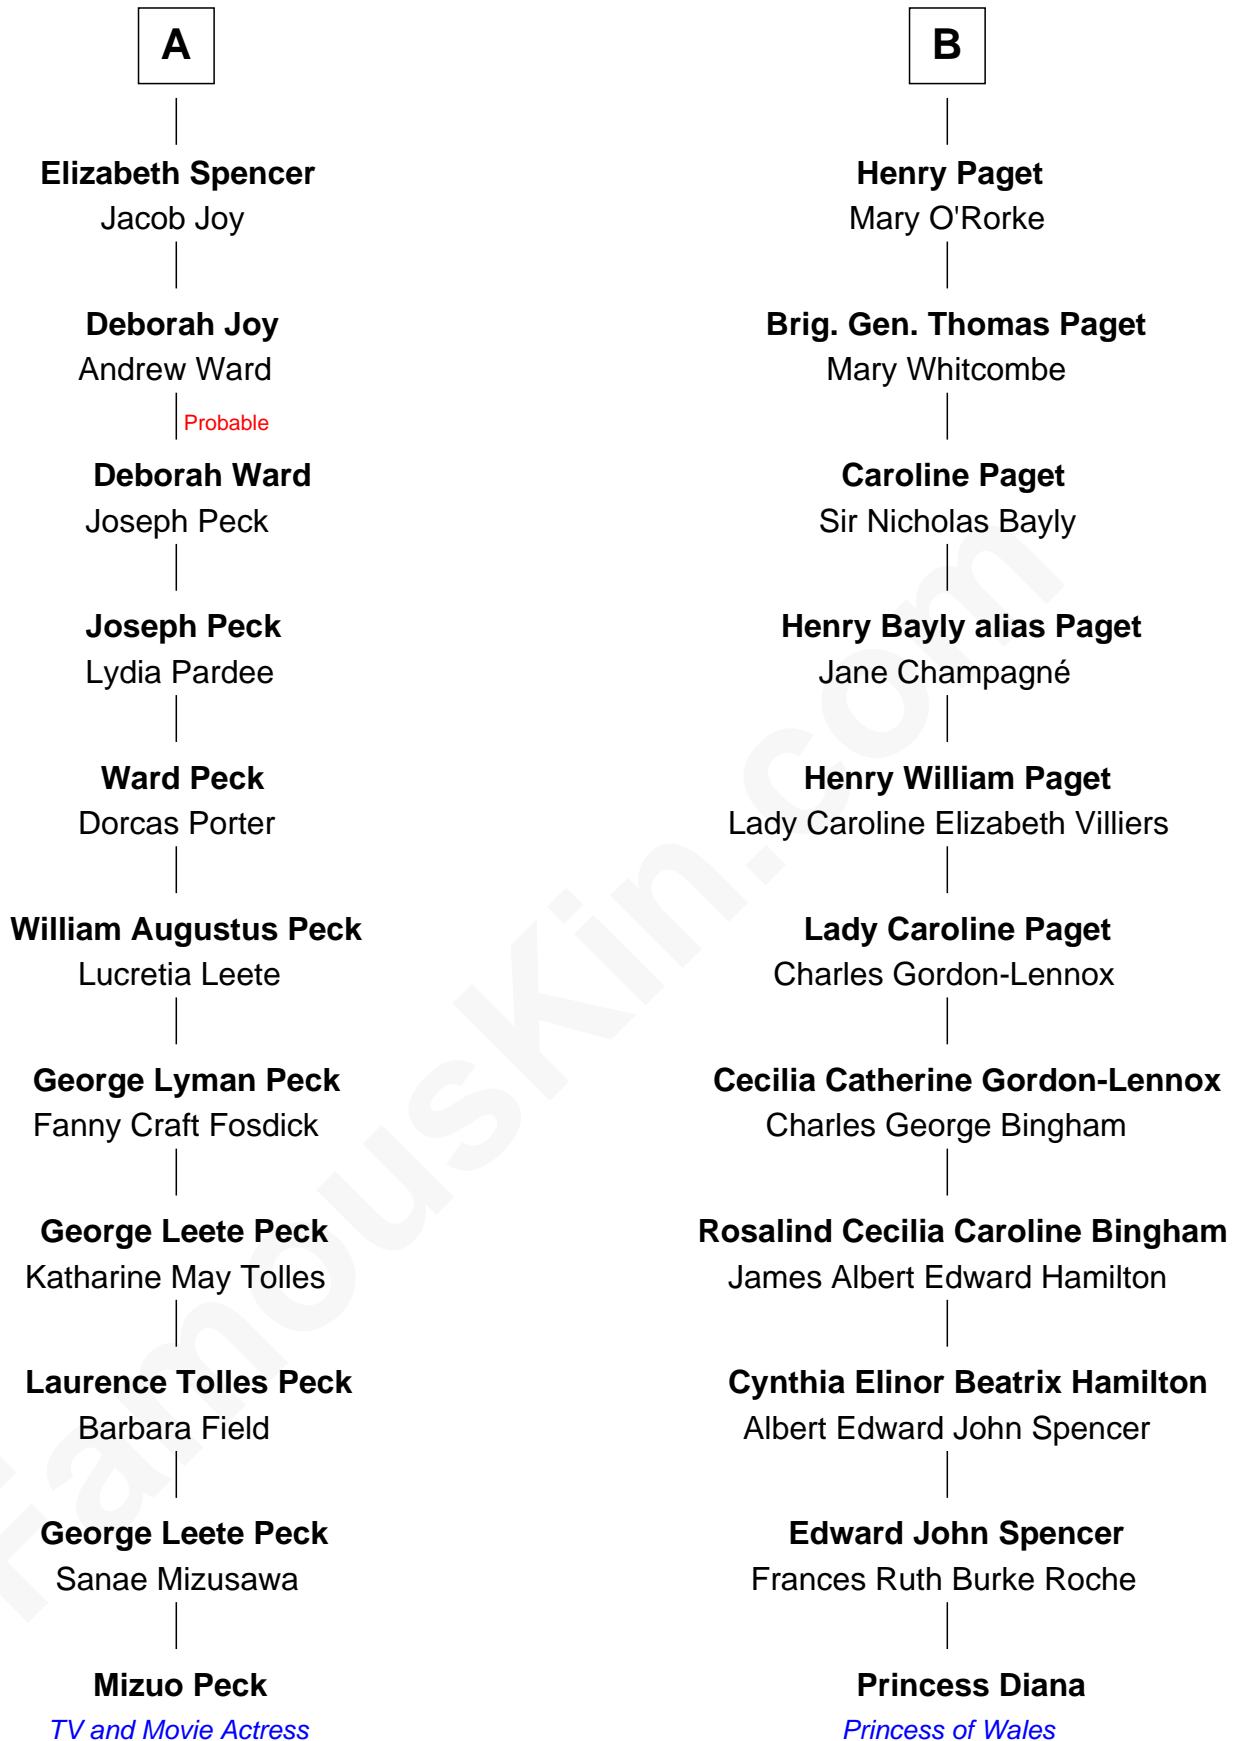 A
Elizabeth Spencer
Jacob Joy
Deborah Joy
Andrew Ward
Probable
Deborah Ward
Joseph Peck
Joseph Peck
Lydia Pardee
Ward Peck
Dorcas Porter
William Augustus Peck
Lucretia Leete
George Lyman Peck
Fanny Craft Fosdick
George Leete Peck
Katharine May Tolles
Laurence Tolles Peck
Barbara Field
George Leete Peck
Sanae Mizusawa
Mizuo Peck
TV and Movie Actress
B
Henry Paget
Mary O'Rorke
Brig. Gen. Thomas Paget
Mary Whitcombe
Caroline Paget
Sir Nicholas Bayly
Henry Bayly alias Paget
Jane Champagné
Henry William Paget
Lady Caroline Elizabeth Villiers
Lady Caroline Paget
Charles Gordon-Lennox
Cecilia Catherine Gordon-Lennox
Charles George Bingham
Rosalind Cecilia Caroline Bingham
James Albert Edward Hamilton
Cynthia Elinor Beatrix Hamilton
Albert Edward John Spencer
Edward John Spencer
Frances Ruth Burke Roche
Princess Diana
Princess of Wales
FamousKin.com